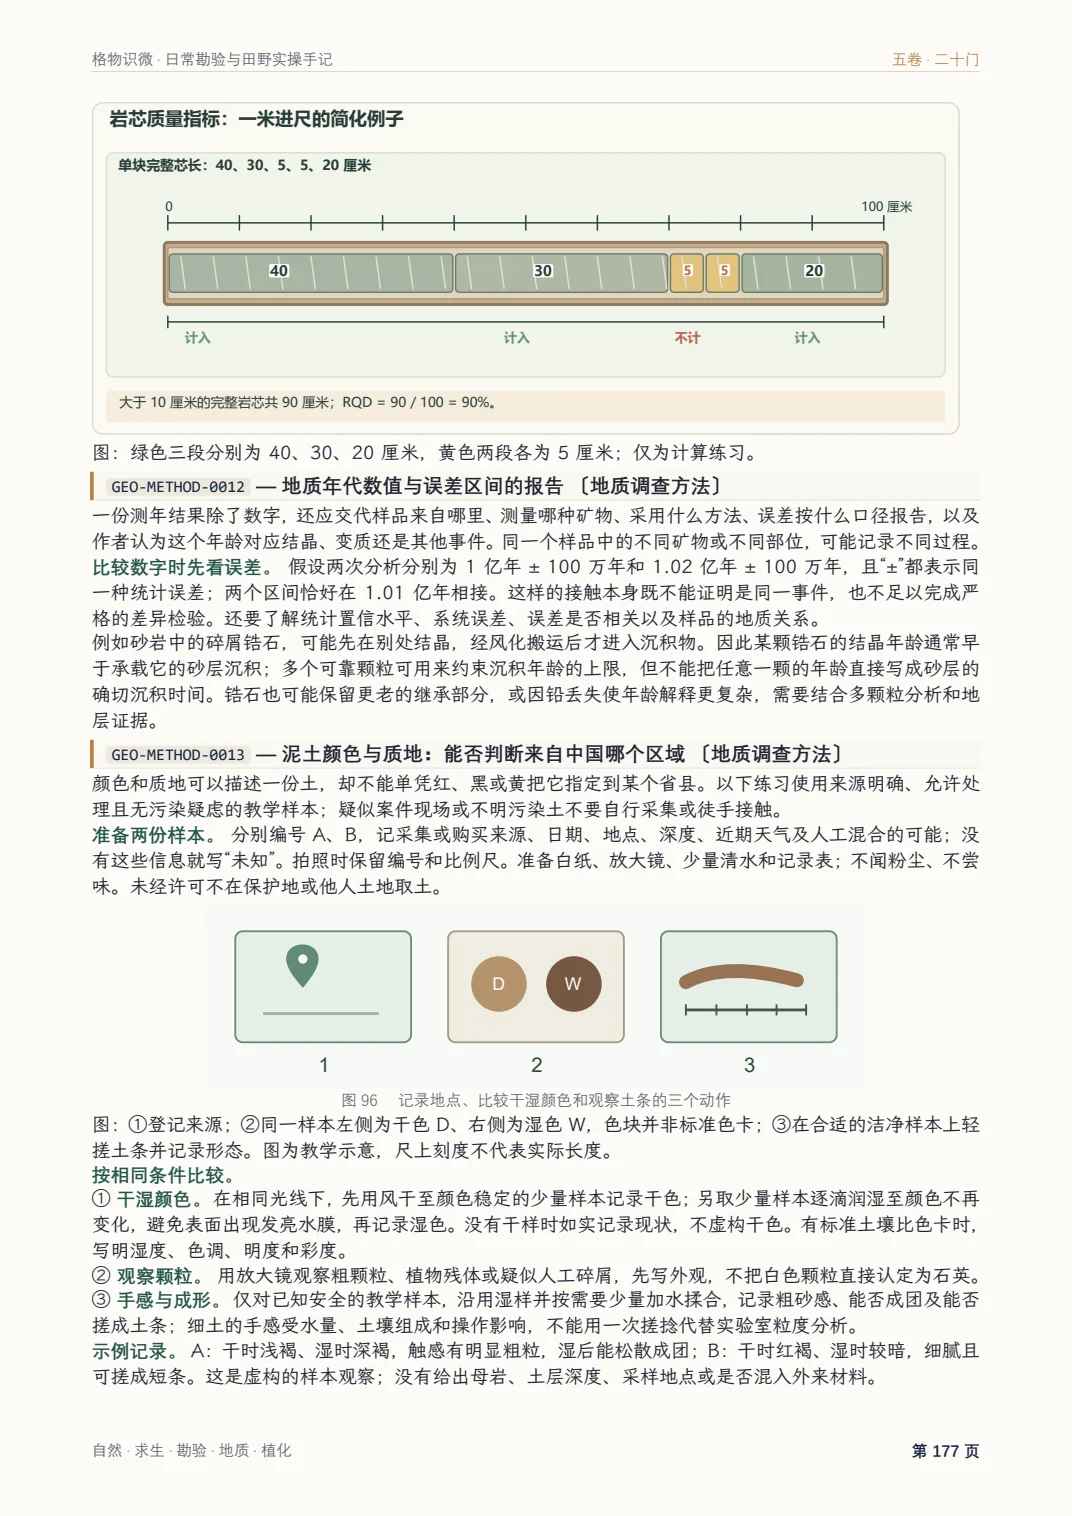 格物识微 · 日常勘验与田野实操手记
五卷 · 二十门
岩芯质量指标：一米进尺的简化例子
单块完整芯长：40、30、5、5、20 厘米
0
100 厘米
40
30
5
5
20
计入
计入
不计
计入
大于 10 厘米的完整岩芯共 90 厘米；RQD = 90 / 100 = 90%。
图：绿色三段分别为 40、30、20 厘米，黄色两段各为 5 厘米；仅为计算练习。
GEO-METHOD-0012 — 地质年代数值与误差区间的报告 〔地质调查方法〕
一份测年结果除了数字，还应交代样品来自哪里、测量哪种矿物、采用什么方法、误差按什么口径报告，以及
作者认为这个年龄对应结晶、变质还是其他事件。同一个样品中的不同矿物或不同部位，可能记录不同过程。
比较数字时先看误差。 假设两次分析分别为 1 亿年 ± 100 万年和 1.02 亿年 ± 100 万年，且“±”都表示同
一种统计误差；两个区间恰好在 1.01 亿年相接。这样的接触本身既不能证明是同一事件，也不足以完成严
格的差异检验。还要了解统计置信水平、系统误差、误差是否相关以及样品的地质关系。
例如砂岩中的碎屑锆石，可能先在别处结晶，经风化搬运后才进入沉积物。因此某颗锆石的结晶年龄通常早
于承载它的砂层沉积；多个可靠颗粒可用来约束沉积年龄的上限，但不能把任意一颗的年龄直接写成砂层的
确切沉积时间。锆石也可能保留更老的继承部分，或因铅丢失使年龄解释更复杂，需要结合多颗粒分析和地
层证据。
GEO-METHOD-0013 — 泥土颜色与质地：能否判断来自中国哪个区域 〔地质调查方法〕
颜色和质地可以描述一份土，却不能单凭红、黑或黄把它指定到某个省县。以下练习使用来源明确、允许处
理且无污染疑虑的教学样本；疑似案件现场或不明污染土不要自行采集或徒手接触。
准备两份样本。 分别编号 A、B，记采集或购买来源、日期、地点、深度、近期天气及人工混合的可能；没
有这些信息就写“未知”。拍照时保留编号和比例尺。准备白纸、放大镜、少量清水和记录表；不闻粉尘、不尝
味。未经许可不在保护地或他人土地取土。
D
W
1
2
3
图 96 记录地点、比较干湿颜色和观察土条的三个动作
图：①登记来源；②同一样本左侧为干色 D、右侧为湿色 W，色块并非标准色卡；③在合适的洁净样本上轻
搓土条并记录形态。图为教学示意，尺上刻度不代表实际长度。
按相同条件比较。
① 干湿颜色。 在相同光线下，先用风干至颜色稳定的少量样本记录干色；另取少量样本逐滴润湿至颜色不再
变化，避免表面出现发亮水膜，再记录湿色。没有干样时如实记录现状，不虚构干色。有标准土壤比色卡时，
写明湿度、色调、明度和彩度。
② 观察颗粒。 用放大镜观察粗颗粒、植物残体或疑似人工碎屑，先写外观，不把白色颗粒直接认定为石英。
③ 手感与成形。 仅对已知安全的教学样本，沿用湿样并按需要少量加水揉合，记录粗砂感、能否成团及能否
搓成土条；细土的手感受水量、土壤组成和操作影响，不能用一次搓捻代替实验室粒度分析。
示例记录。 A：干时浅褐、湿时深褐，触感有明显粗粒，湿后能松散成团；B：干时红褐、湿时较暗，细腻且
可搓成短条。这是虚构的样本观察；没有给出母岩、土层深度、采样地点或是否混入外来材料。
自然 · 求生 · 勘验 · 地质 · 植化
第 177 页